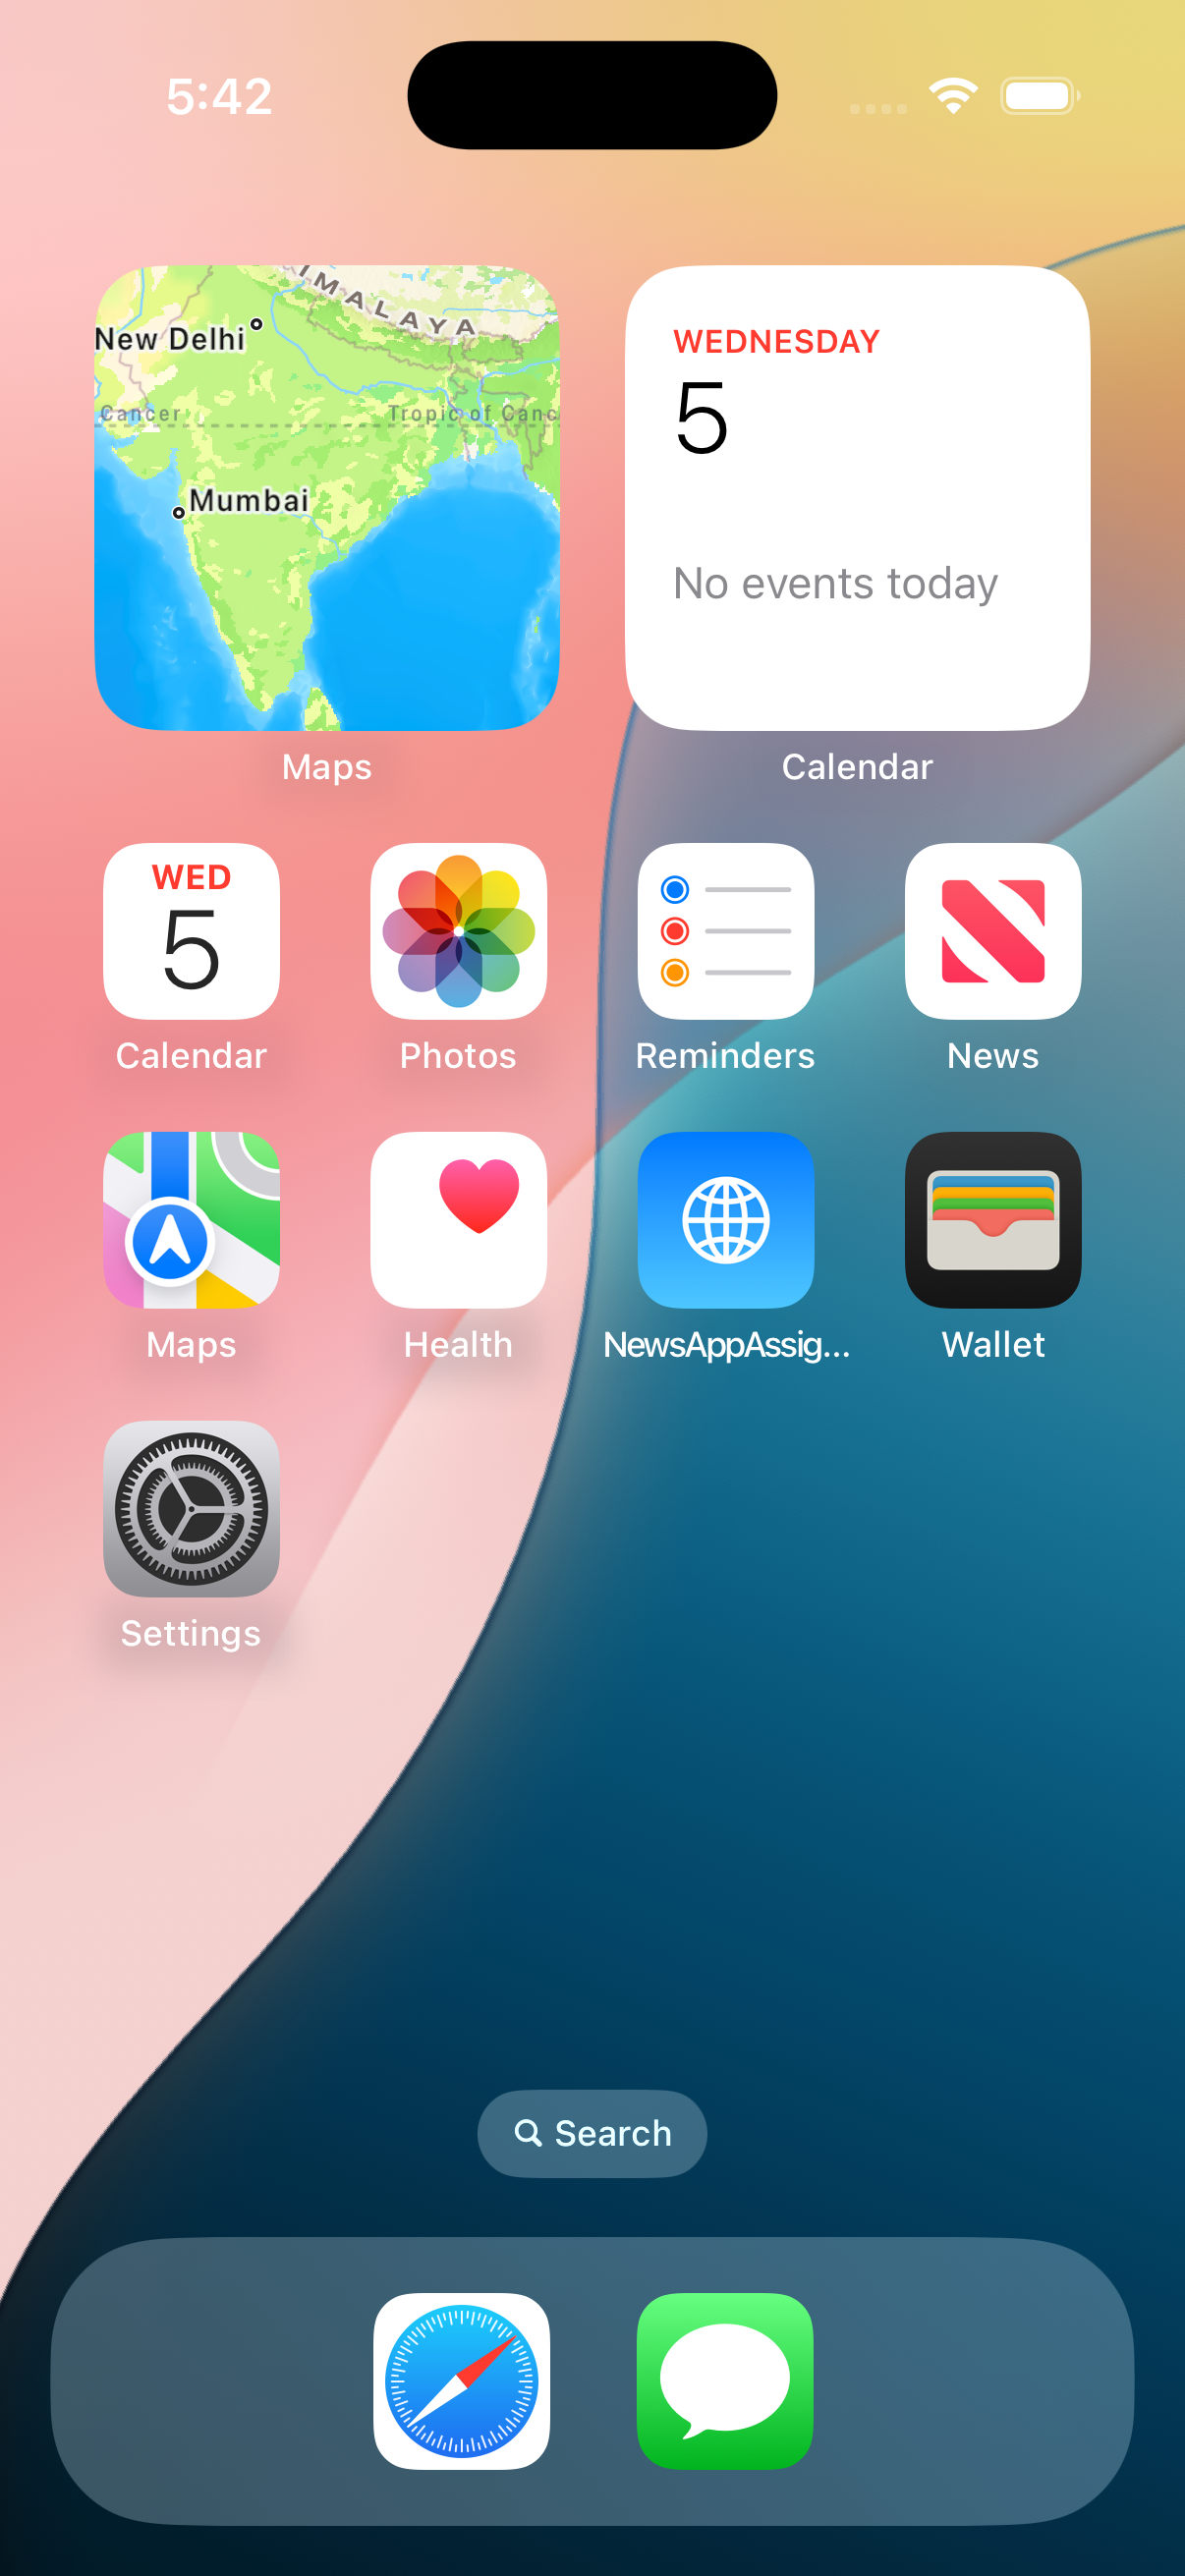 5:42
IMALAYA
New Delhi
Cancer
Tropic of Canc
Mumbai
WEDNESDAY
5
No events today
Maps
Calendar
WED
5
Calendar
Photos
Reminders
News
Maps
Health
NewsAppAssig...
Wallet
Settings
Search